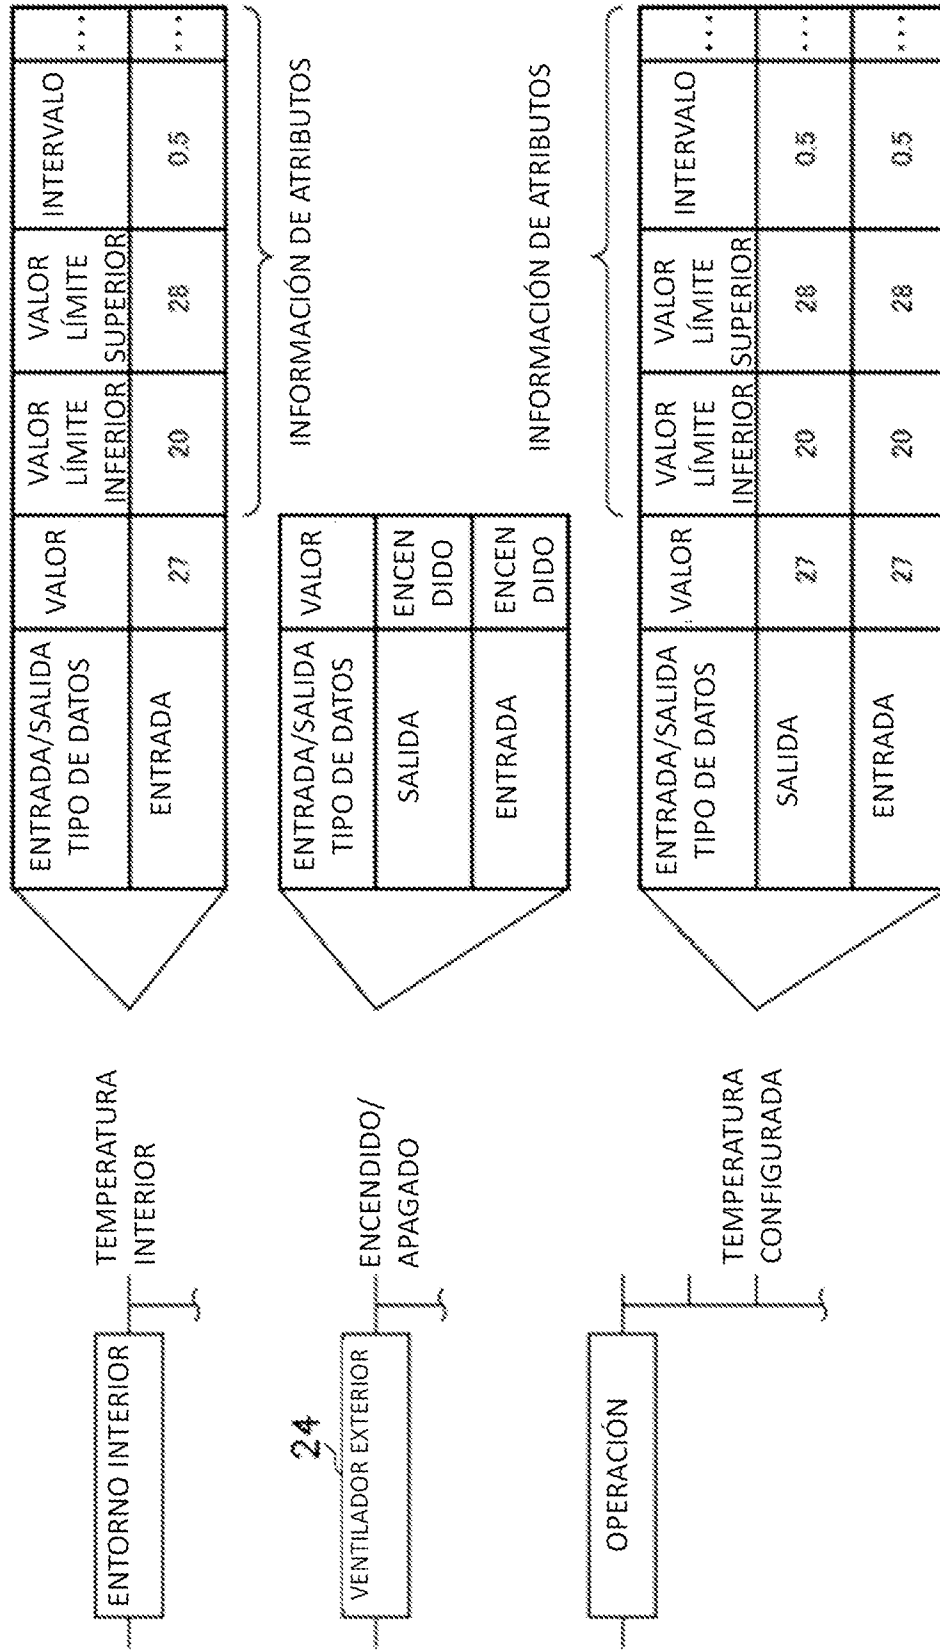 ENTORNO INTERIOR
TEMPERATURA
INTERIOR
ENTRADA/SALIDA
TIPO DE DATOS
VALOR
VALOR
LÍMITE
INFERIOR
VALOR
LÍMITE
SUPERIOR
INTERVALO
...
ENTRADA
27
20
28
0.5
...
INFORMACIÓN DE ATRIBUTOS
24
VENTILADOR EXTERIOR
ENCENDIDO/
APAGADO
ENTRADA/SALIDA
TIPO DE DATOS
VALOR
SALIDA
ENCEN
DIDO
ENTRADA
ENCEN
DIDO
INFORMACIÓN DE ATRIBUTOS
OPERACIÓN
TEMPERATURA
CONFIGURADA
ENTRADA/SALIDA
TIPO DE DATOS
VALOR
VALOR
LÍMITE
INFERIOR
VALOR
LÍMITE
SUPERIOR
INTERVALO
...
SALIDA
27
20
28
0.5
...
ENTRADA
27
20
28
0.5
...